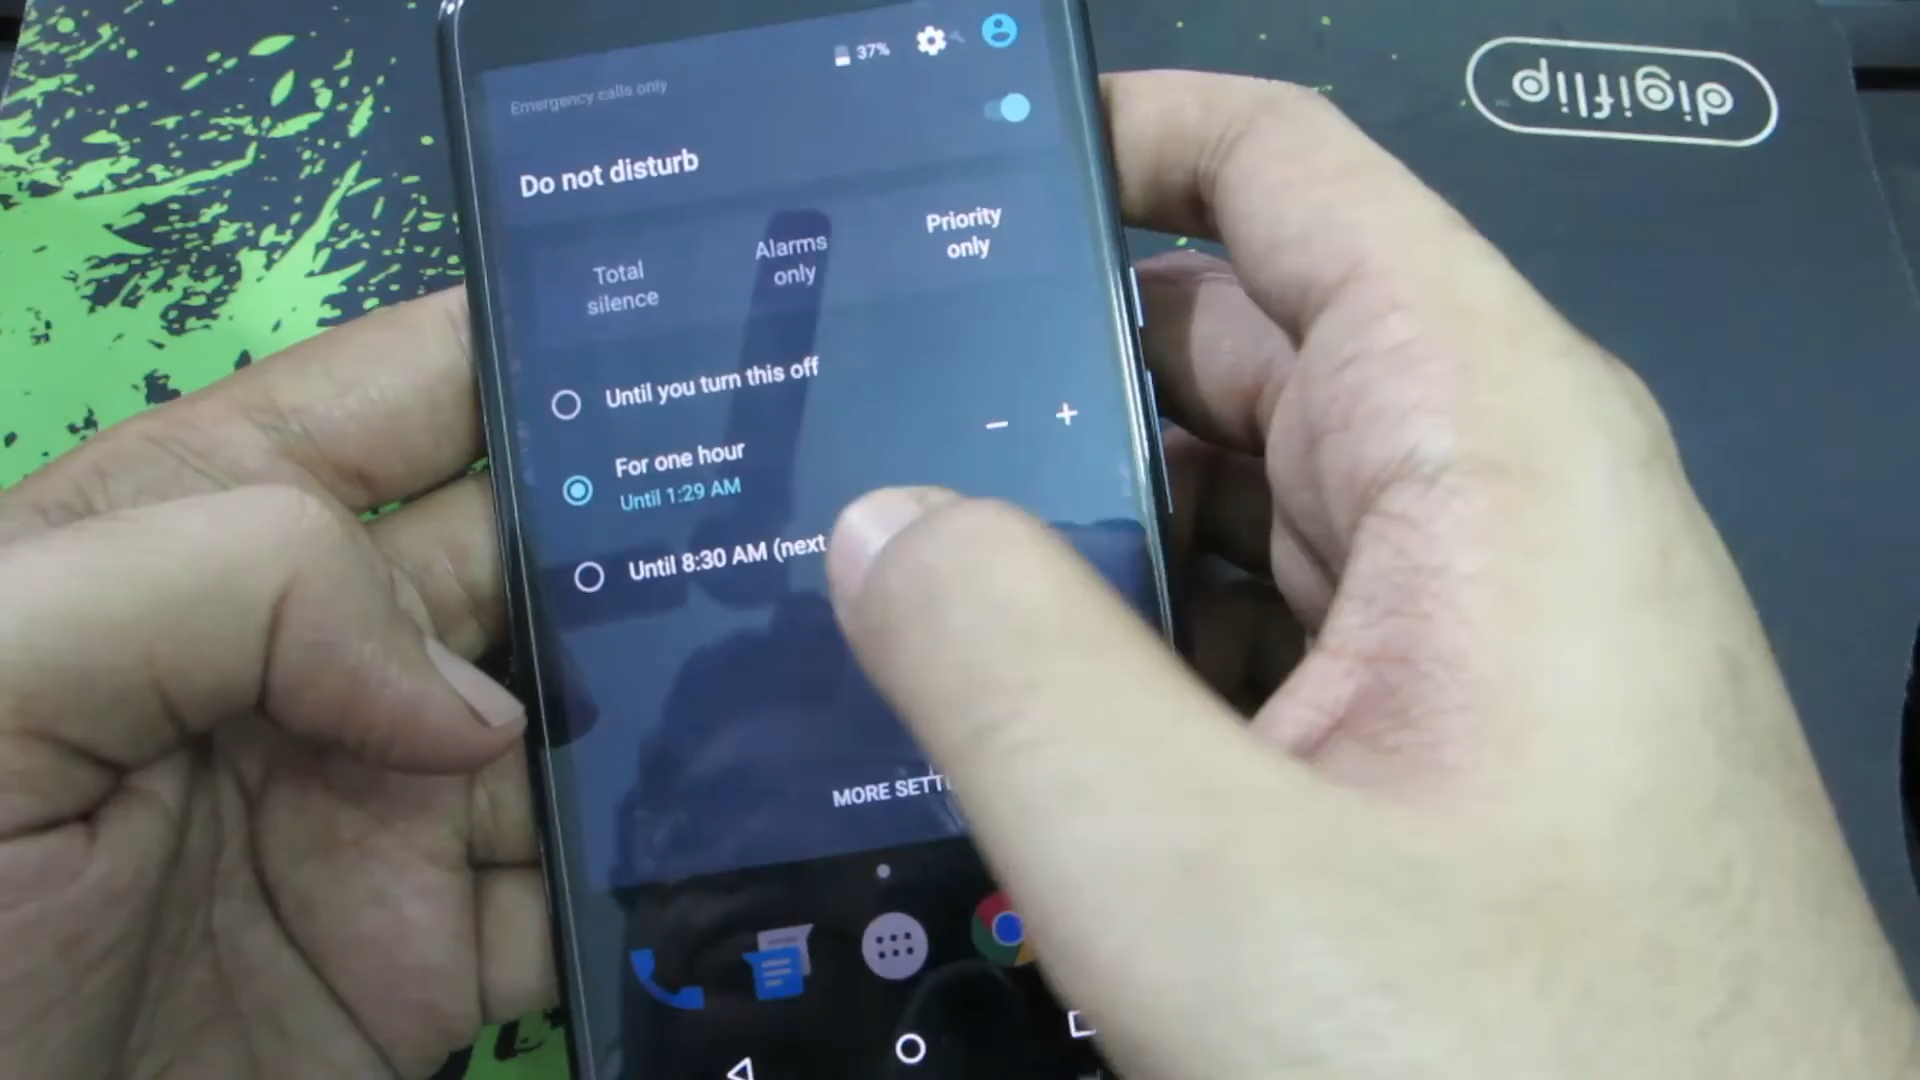 37%
Emergency calls only
Do not disturb
Total silence
Alarms only
Priority only
Until you turn this off
For one hour
Until 1:29 AM
Until 8:30 AM (next
MORE
digiflip